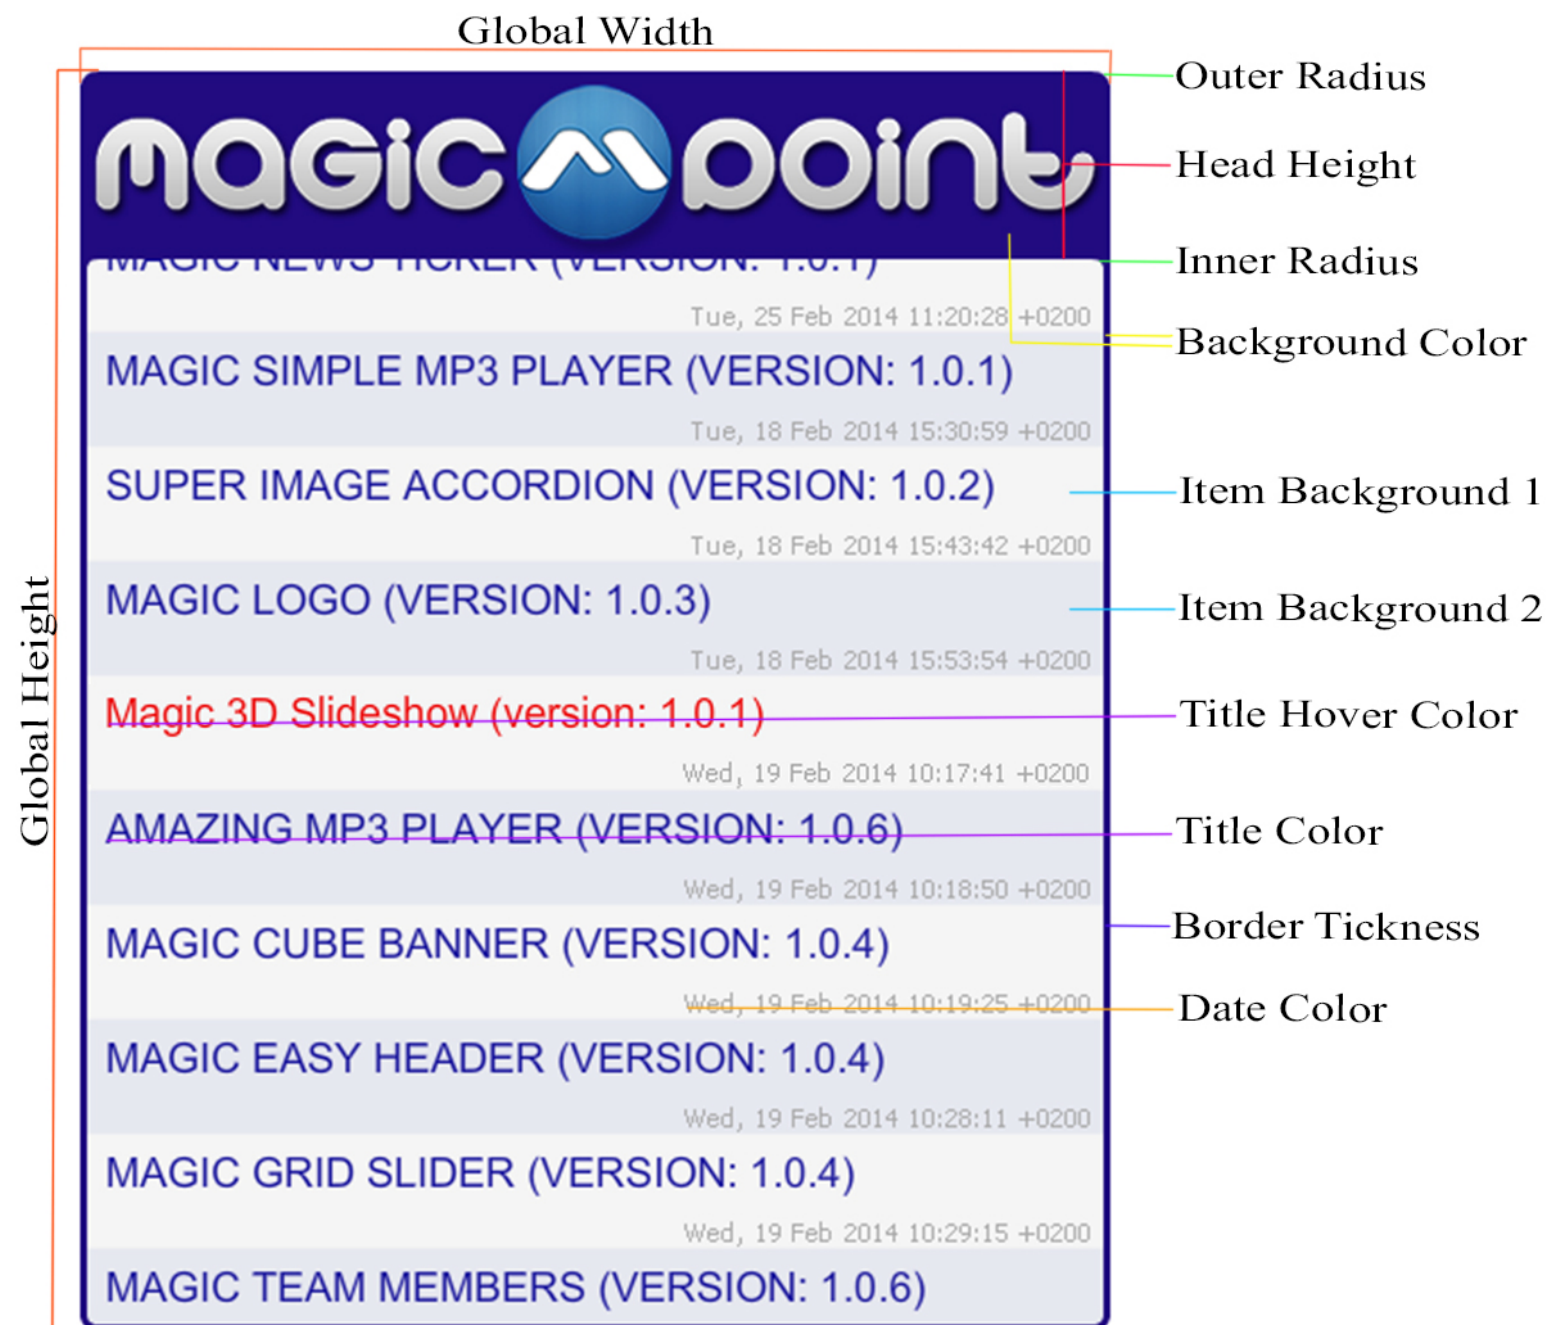 Global Width
Outer Radius
magic point
Head Height
Inner Radius
MAGIC NEWS TICKER (VERSION: 1.0.1)
Tue, 25 Feb 2014 11:20:28 +0200
Background Color
MAGIC SIMPLE MP3 PLAYER (VERSION: 1.0.1)
Tue, 18 Feb 2014 15:30:59 +0200
SUPER IMAGE ACCORDION (VERSION: 1.0.2)
Item Background 1
Tue, 18 Feb 2014 15:43:42 +0200
MAGIC LOGO (VERSION: 1.0.3)
Item Background 2
Tue, 18 Feb 2014 15:53:54 +0200
Global Height
Magic 3D Slideshow (version: 1.0.1)
Title Hover Color
Wed, 19 Feb 2014 10:17:41 +0200
AMAZING MP3 PLAYER (VERSION: 1.0.6)
Title Color
Wed, 19 Feb 2014 10:18:50 +0200
MAGIC CUBE BANNER (VERSION: 1.0.4)
Border Tickness
Wed, 19 Feb 2014 10:19:25 +0200
Date Color
MAGIC EASY HEADER (VERSION: 1.0.4)
Wed, 19 Feb 2014 10:28:11 +0200
MAGIC GRID SLIDER (VERSION: 1.0.4)
Wed, 19 Feb 2014 10:29:15 +0200
MAGIC TEAM MEMBERS (VERSION: 1.0.6)